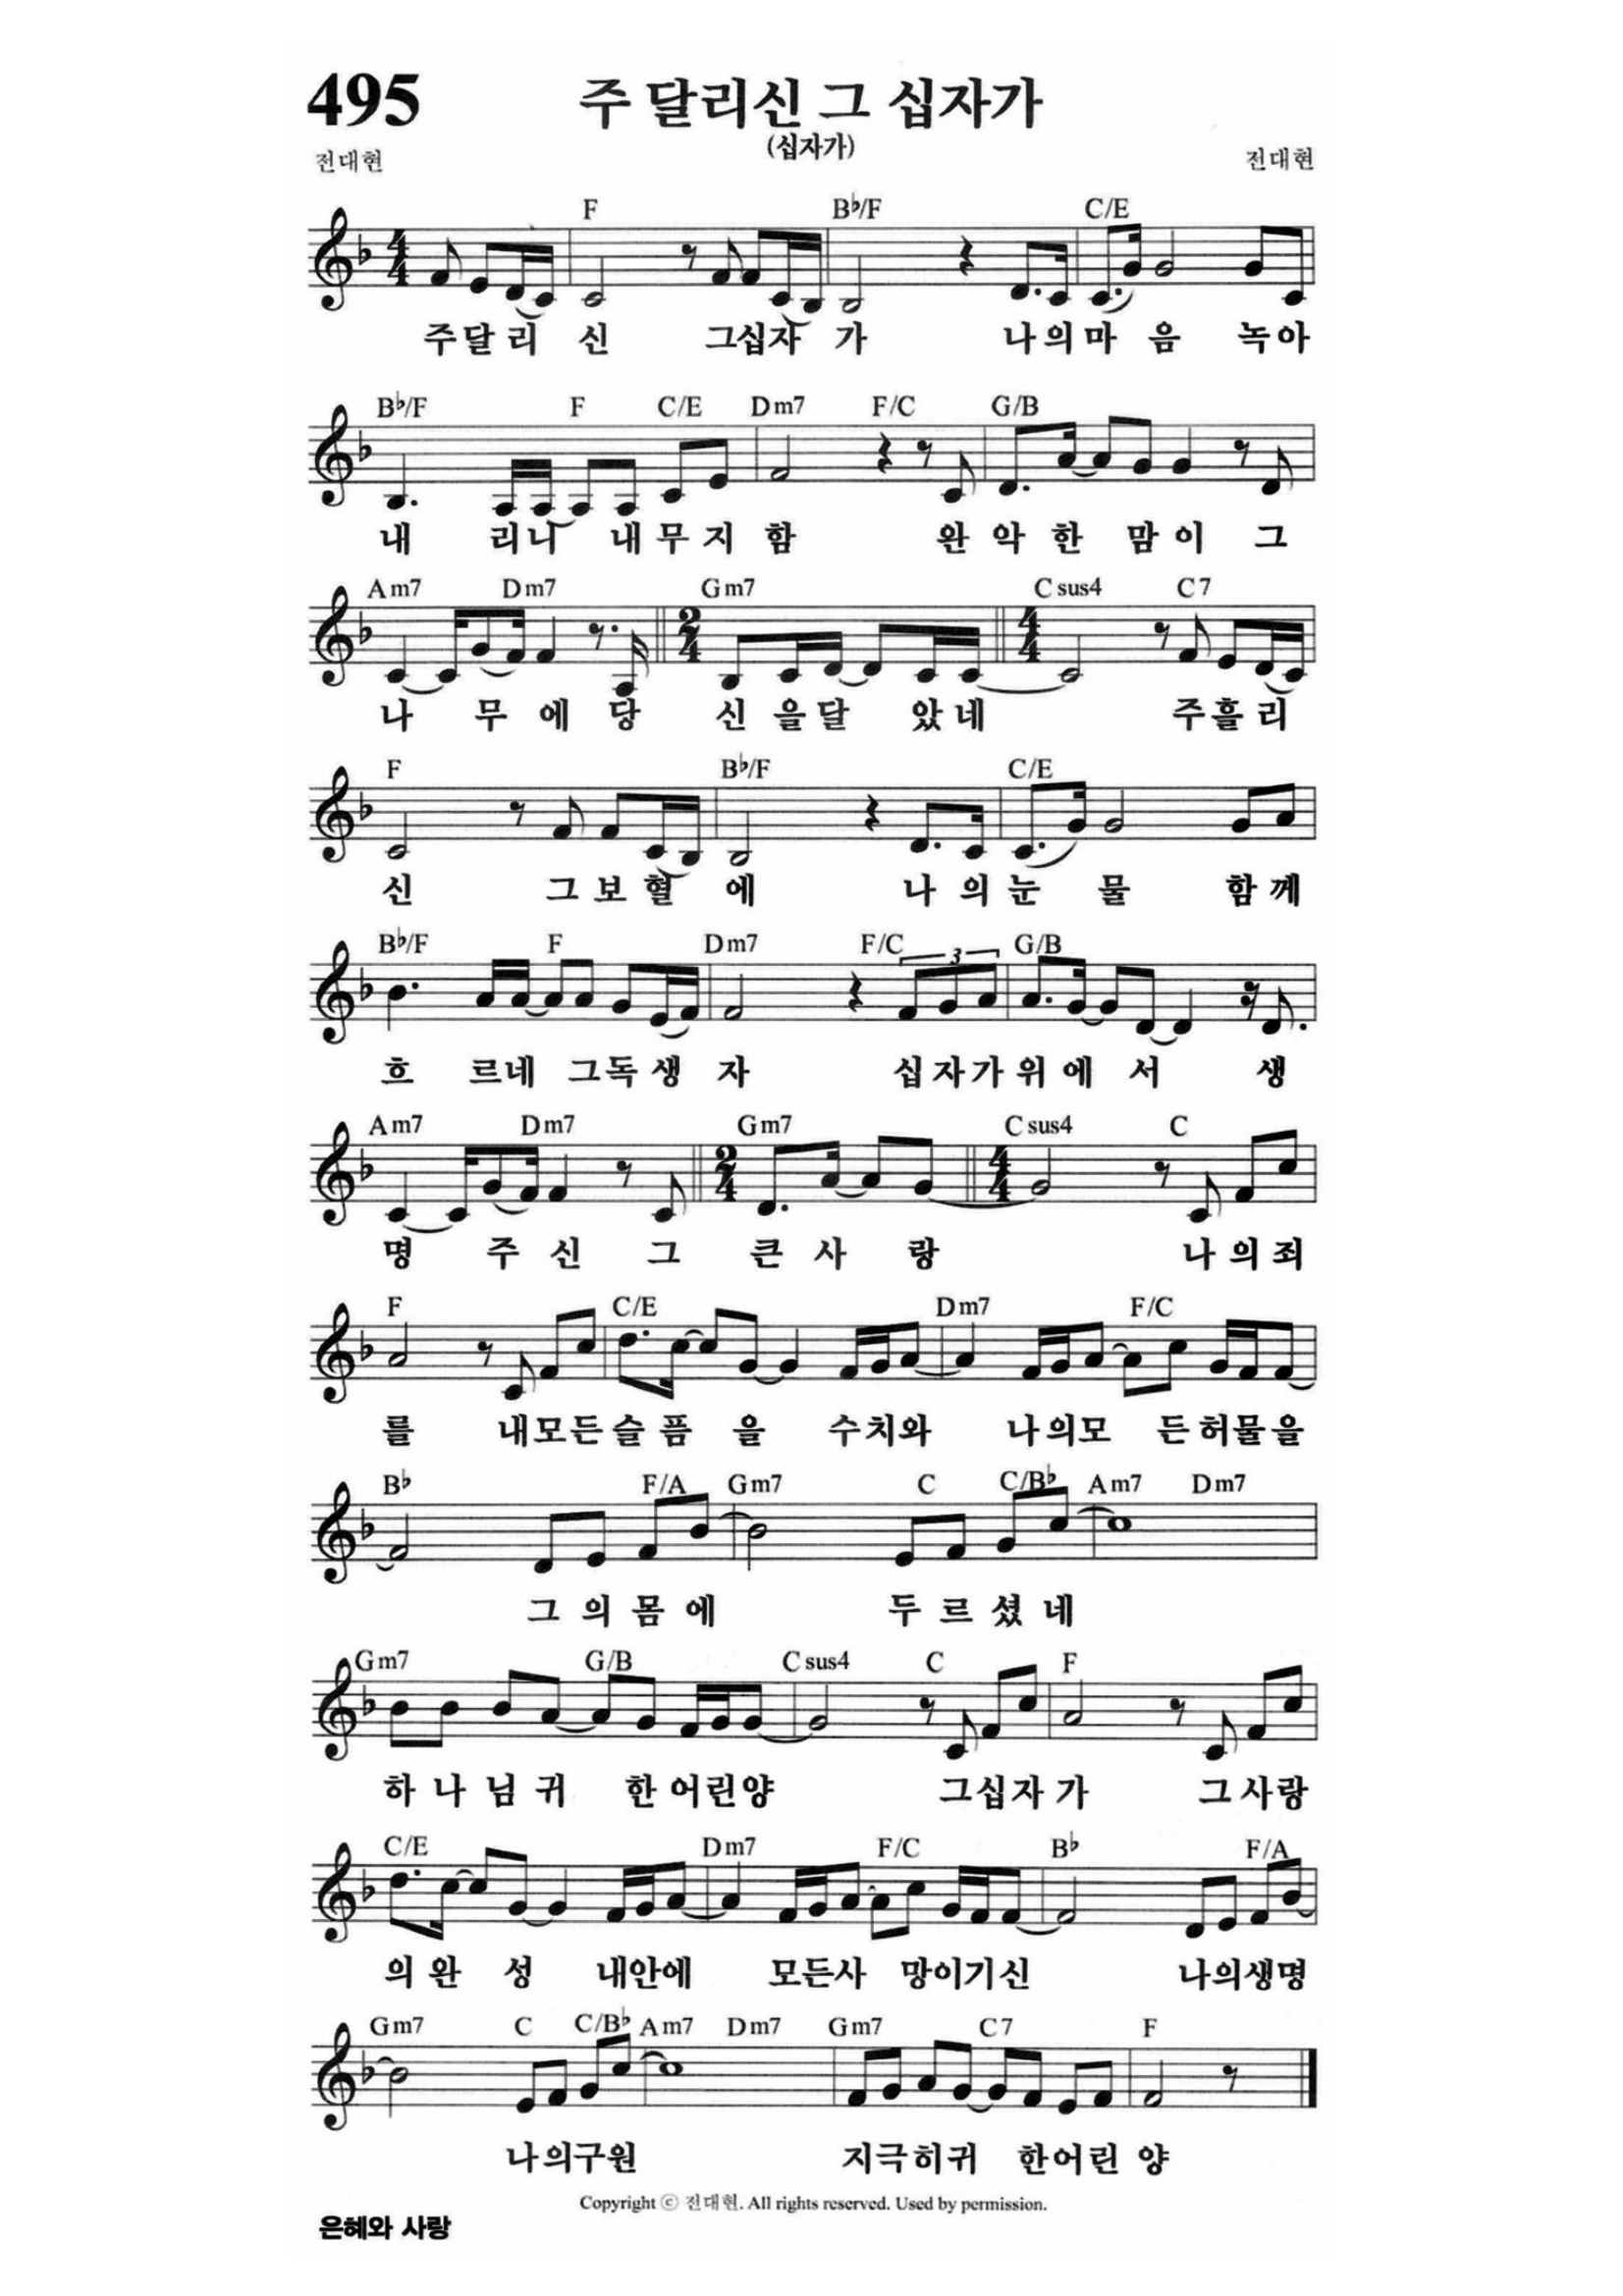 495
주 달리신 그 십자가
(십자가)
전대현 전대현
F B♭/F C/E
주달 리 신 그십자 가 나의마 음 녹아
B♭/F F C/E Dm7 F/C G/B
내 리니 내무지 함 완 악 한 맘이 그
Am7 Dm7 Gm7 Csus4 C7
나 무 에 당 신 을달 았네 주흘리
F B♭/F C/E
신 그보혈 에 나 의눈 물 함께
B♭/F F Dm7 F/C 3 G/B
흐 르네 그독 생 자 십자가 위 에 서 생
Am7 Dm7 Gm7 Csus4 C
명 주 신 그 큰 사 랑 나의죄
F C/E Dm7 F/C
를 내모든 슬 픔 을 수치와 나의모 든허물을
B♭ F/A Gm7 C C/B♭ Am7 Dm7
그 의 몸 에 두 르 셨 네
Gm7 G/B Csus4 C F
하 나 님 귀 한 어린양 그십자 가 그사랑
C/E Dm7 F/C B♭ F/A
의 완 성 내안에 모든사 망이기신 나의생명
Gm7 C C/B♭ Am7 Dm7 Gm7 C7 F
나의구원 지극히귀 한어린 양
Copyright ⓒ 전대현. All rights reserved. Used by permission.
은혜와 사랑